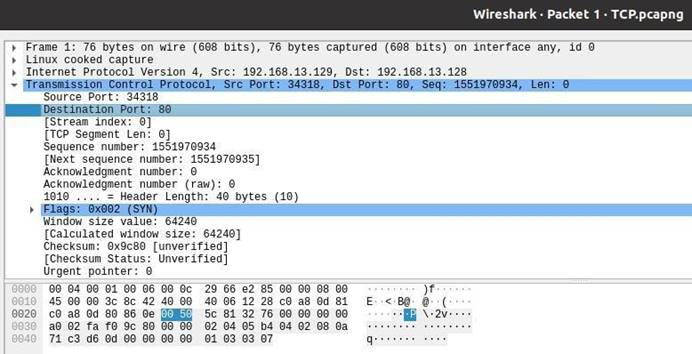 Wireshark · Packet 1 · TCP.pcapng
Frame 1: 76 bytes on wire (608 bits), 76 bytes captured (608 bits) on interface any, id 0
Linux cooked capture
Internet Protocol Version 4, Src: 192.168.13.129, Dst: 192.168.13.128
Transmission Control Protocol, Src Port: 34318, Dst Port: 80, Seq: 1551970934, Len: 0
Source Port: 34318
Destination Port: 80
[Stream index: 0]
[TCP Segment Len: 0]
Sequence number: 1551970934
[Next sequence number: 1551970935]
Acknowledgment number: 0
Acknowledgment number (raw): 0
1010 .... = Header Length: 40 bytes (10)
Flags: 0x002 (SYN)
Window size value: 64240
[Calculated window size: 64240]
Checksum: 0x9c80 [unverified]
[Checksum Status: Unverified]
Urgent pointer: 0
0000 00 04 00 01 00 06 00 0c 29 66 e2 85 00 00 08 00 ········ )f······
0010 45 00 00 3c 8c 42 40 00 40 06 12 28 c0 a8 0d 81 E··<·B@· @··(····
0020 c0 a8 0d 80 86 0e 00 50 5c 81 32 76 00 00 00 00 ·······P \·2v····
0030 a0 02 fa f0 9c 80 00 00 02 04 05 b4 04 02 08 0a ········ ········
0040 71 c3 d6 0d 00 00 00 00 01 03 03 07 q······· ····